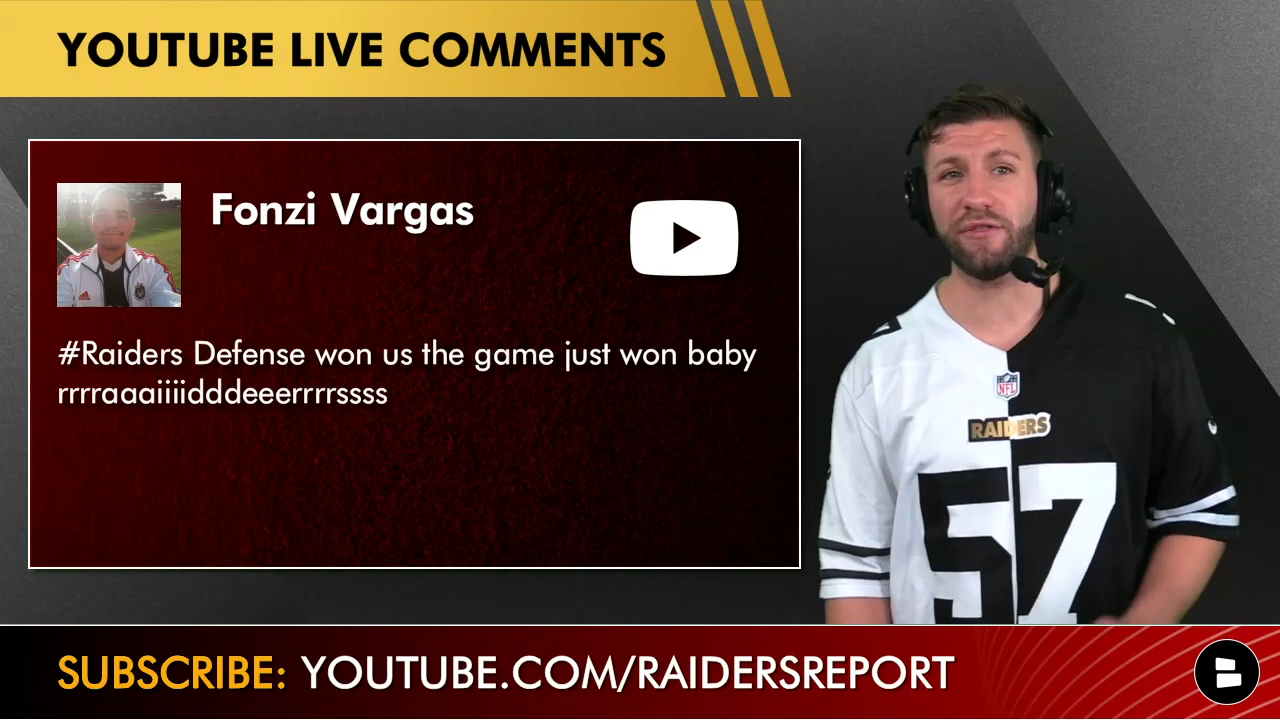 YOUTUBE LIVE COMMENTS
Fonzi Vargas
#Raiders Defense won us the game just won baby
rrrraaaiiiidddeeerrrrssss
NFL
RAIDERS
57
SUBSCRIBE: YOUTUBE.COM/RAIDERSREPORT